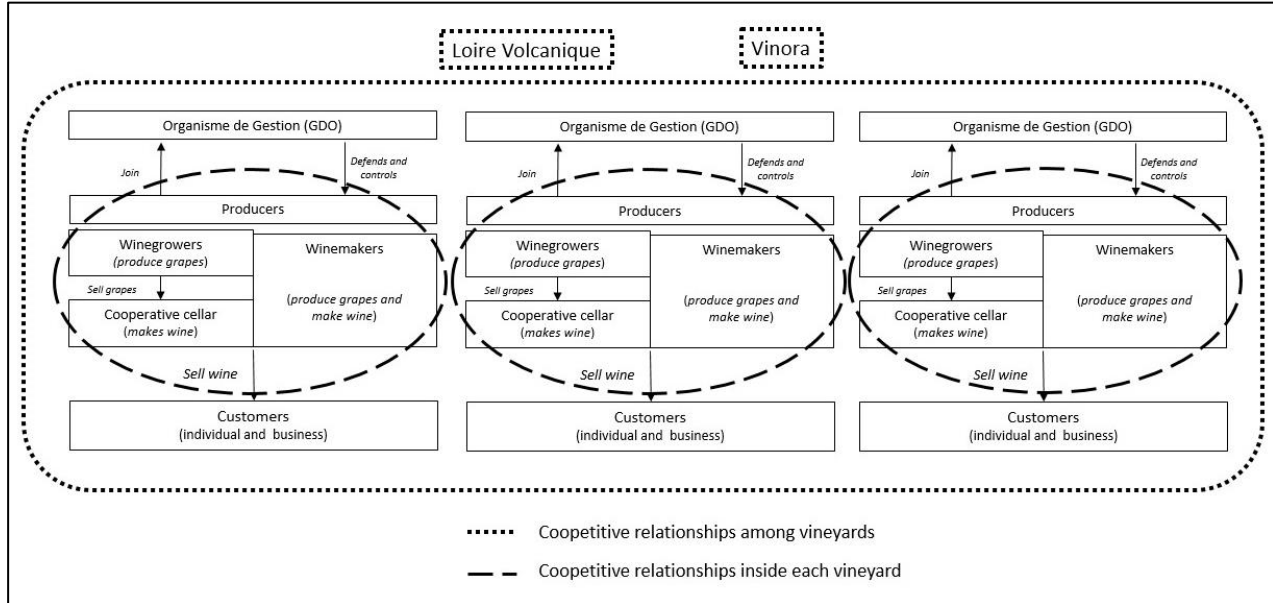 Loire Volcanique
Vinora
Organisme de Gestion (GDO)
Join
Defends and
controls
Producers
Winegrowers
(produce grapes)
Sell grapes
Cooperative cellar
(makes wine)
Winemakers
(produce grapes and
make wine)
Sell wine
Customers
(individual and business)
Organisme de Gestion (GDO)
Join
Defends and
controls
Producers
Winegrowers
(produce grapes)
Sell grapes
Cooperative cellar
(makes wine)
Winemakers
(produce grapes and
make wine)
Sell wine
Customers
(individual and business)
Organisme de Gestion (GDO)
Join
Defends and
controls
Producers
Winegrowers
(produce grapes)
Sell grapes
Cooperative cellar
(makes wine)
Winemakers
(produce grapes and
make wine)
Sell wine
Customers
(individual and business)
Coopetitive relationships among vineyards
Coopetitive relationships inside each vineyard